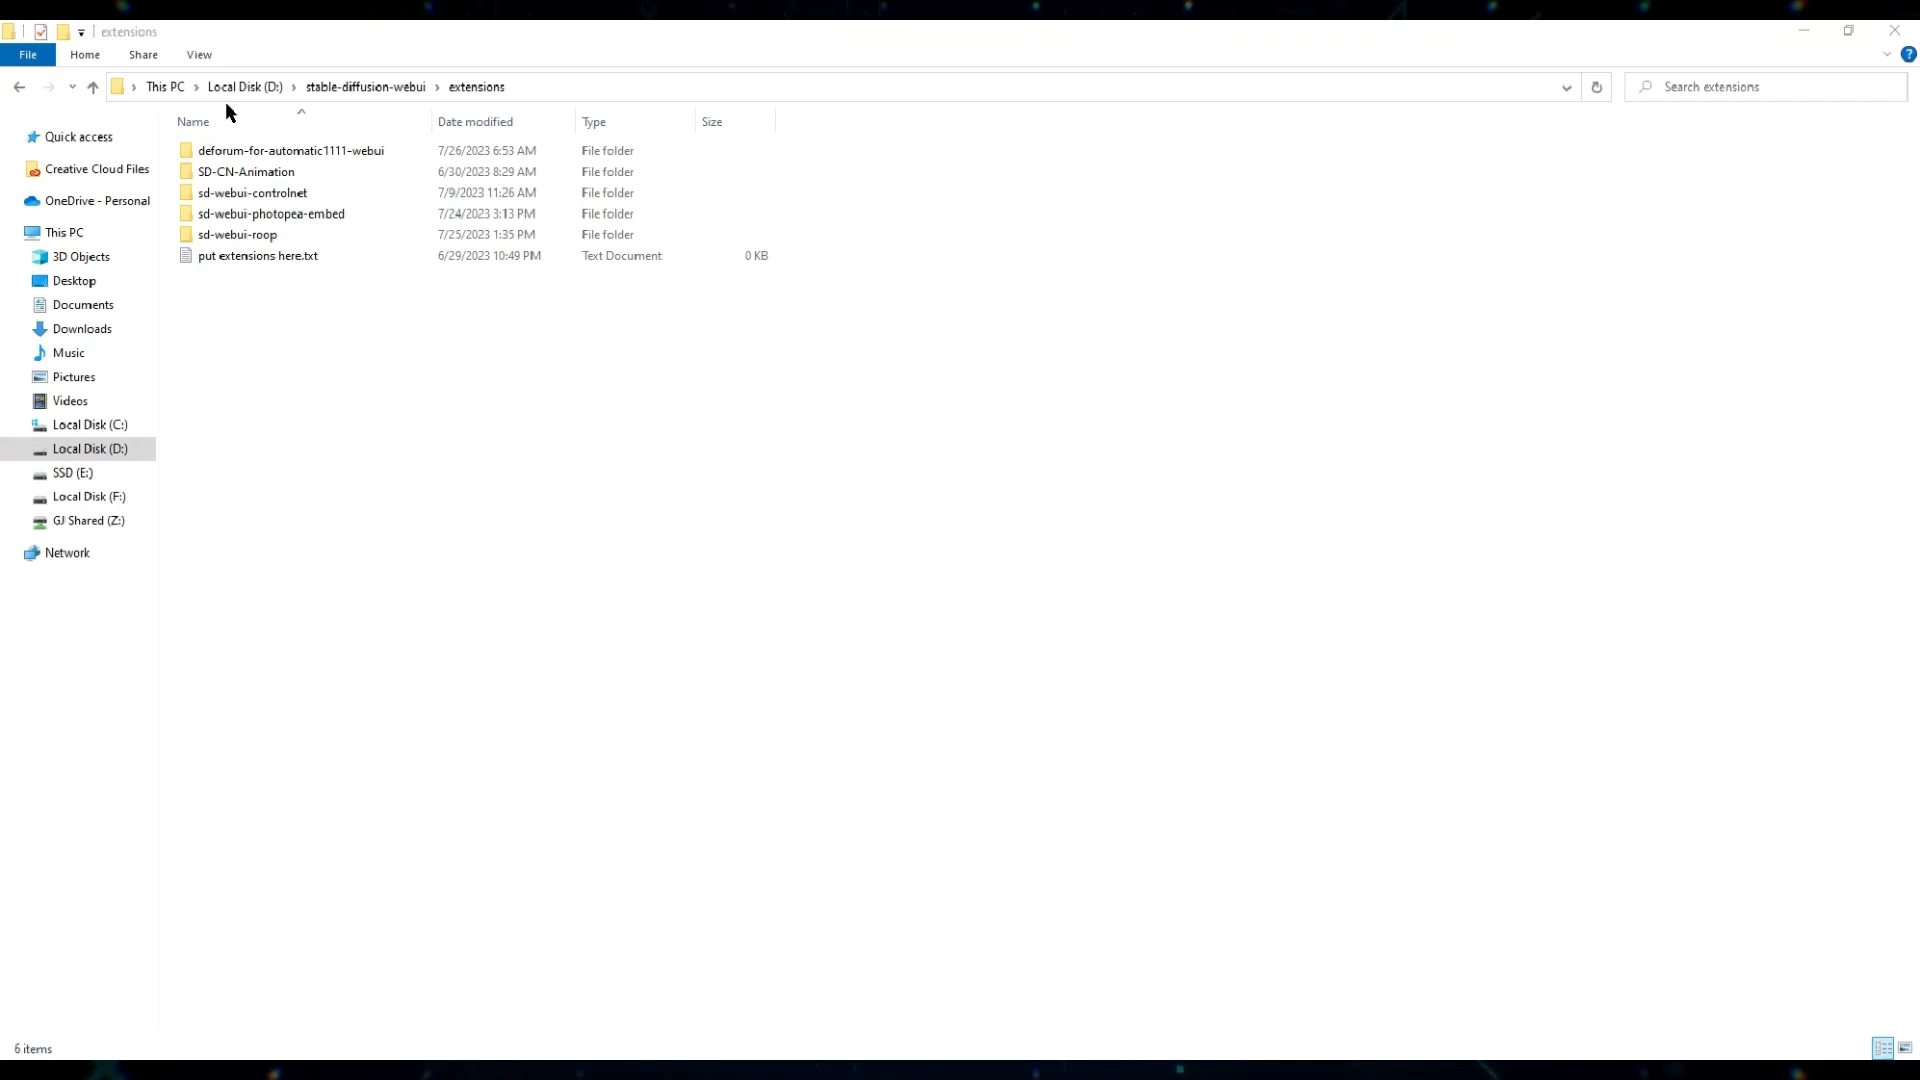 extensions
File Home Share View
This PC Local Disk (D:) stable-diffusion-webui extensions Search extensions
Name Date modified Type Size
deforum-for-automatic1111-webui 7/26/2023 6:53 AM File folder
SD-CN-Animation 6/30/2023 8:29 AM File folder
sd-webui-controlnet 7/9/2023 11:26 AM File folder
sd-webui-photopea-embed 7/24/2023 3:13 PM File folder
sd-webui-roop 7/25/2023 1:35 PM File folder
put extensions here.txt 6/29/2023 10:49 PM Text Document 0 KB
Quick access
Creative Cloud Files
OneDrive - Personal
This PC
3D Objects
Desktop
Documents
Downloads
Music
Pictures
Videos
Local Disk (C:)
Local Disk (D:)
SSD (E:)
Local Disk (F:)
GJ Shared (Z:)
Network
6 items